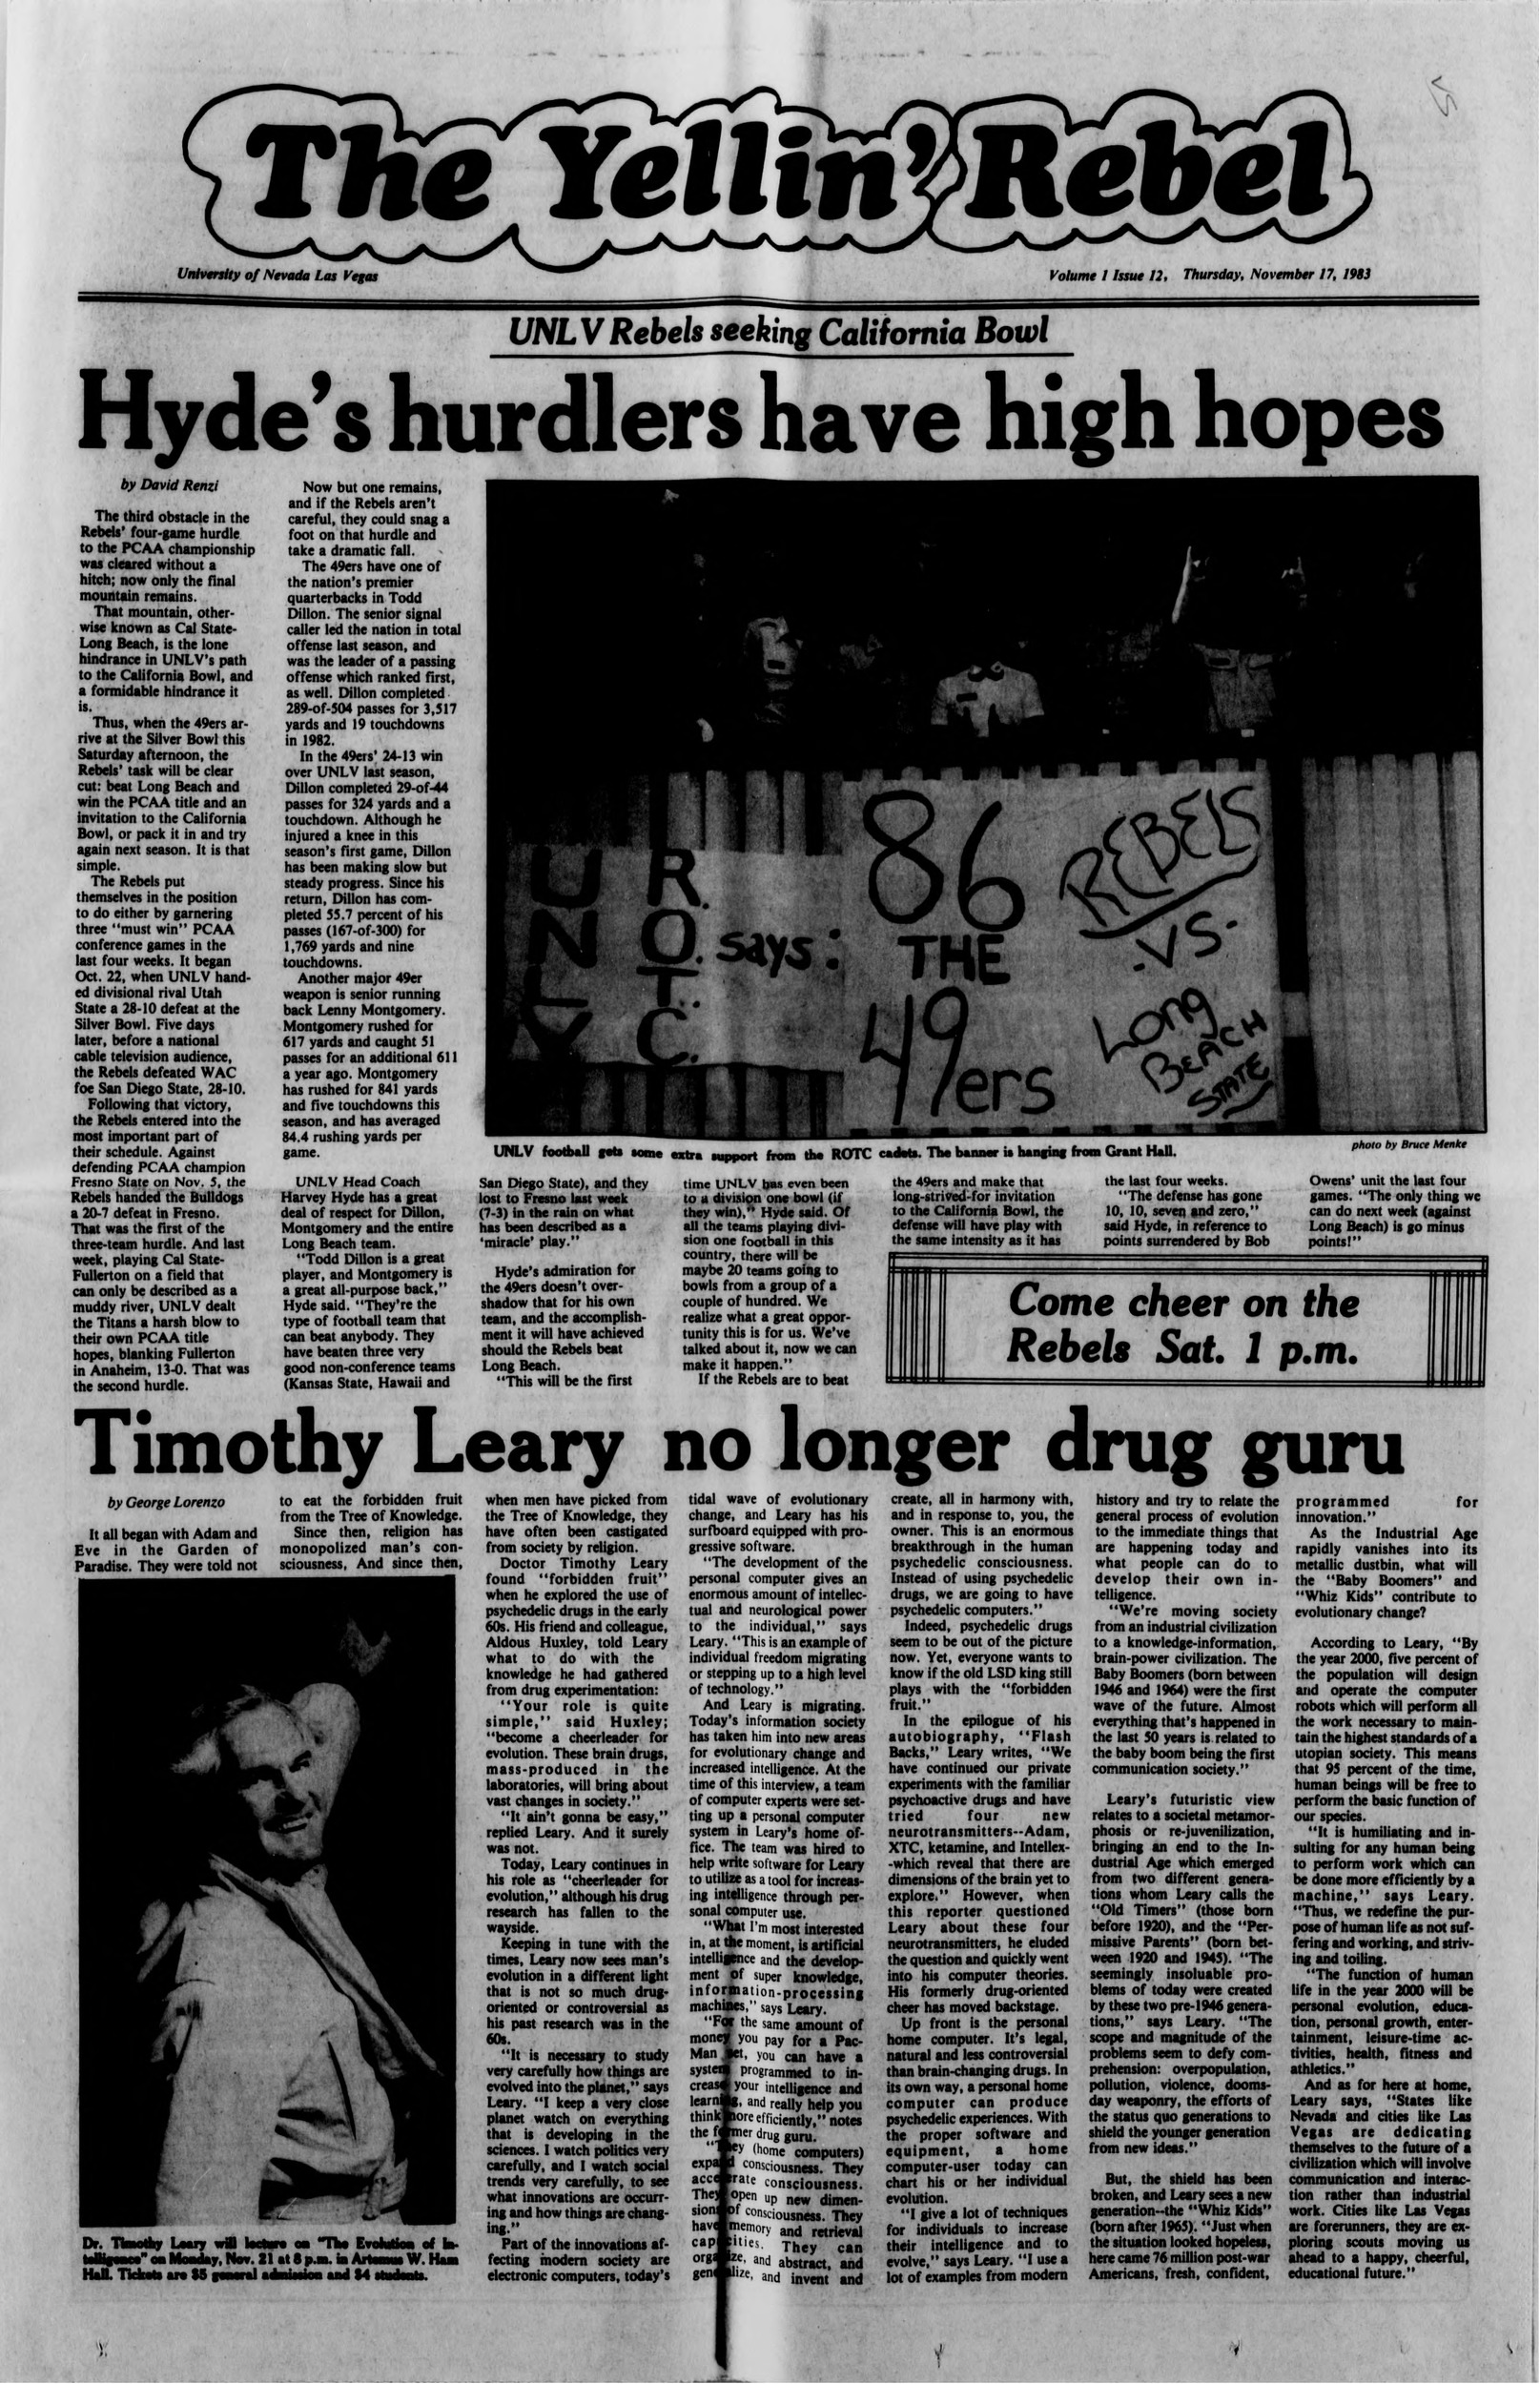 The Yellin' Rebel
University of Nevada Las Vegas
Volume 1 Issue 12, Thursday, November 17, 1983
UNLV Rebels seeking California Bowl
Hyde's hurdlers have high hopes
by David Renzi
The third obstacle in the
Rebels' four-game hurdle
to the PCAA championship
was cleared without a
hitch; now only the final
mountain remains.
That mountain, other-
wise known as Cal State-
Long Beach, is the lone
hindrance in UNLV's path
to the California Bowl, and
a formidable hindrance it
is.
Thus, when the 49ers ar-
rive at the Silver Bowl this
Saturday afternoon, the
Rebels' task will be clear
cut: beat Long Beach and
win the PCAA title and an
invitation to the California
Bowl, or pack it in and try
again next season. It is that
simple.
The Rebels put
themselves in the position
to do either by garnering
three "must win" PCAA
conference games in the
last four weeks. It began
Oct. 22, when UNLV hand-
ed divisional rival Utah
State a 28-10 defeat at the
Silver Bowl. Five days
later, before a national
cable television audience,
the Rebels defeated WAC
foe San Diego State, 28-10.
Following that victory,
the Rebels entered into the
most important part of
their schedule. Against
defending PCAA champion
Fresno State on Nov. 5, the
Rebels handed the Bulldogs
a 20-7 defeat in Fresno.
That was the first of the
three-team hurdle. And last
week, playing Cal State-
Fullerton on a field that
can only be described as a
muddy river, UNLV dealt
the Titans a harsh blow to
their own PCAA title
hopes, blanking Fullerton
in Anaheim, 13-0. That was
the second hurdle.
Now but one remains,
and if the Rebels aren't
careful, they could snag a
foot on that hurdle and
take a dramatic fall.
The 49ers have one of
the nation's premier
quarterbacks in Todd
Dillon. The senior signal
caller led the nation in total
offense last season, and
was the leader of a passing
offense which ranked first,
as well. Dillon completed
289-of-504 passes for 3,517
yards and 19 touchdowns
in 1982.
In the 49ers' 24-13 win
over UNLV last season,
Dillon completed 29-of-44
passes for 324 yards and a
touchdown. Although he
injured a knee in this
season's first game, Dillon
has been making slow but
steady progress. Since his
return, Dillon has com-
pleted 55.7 percent of his
passes (167-of-300) for
1,769 yards and nine
touchdowns.
Another major 49er
weapon is senior running
back Lenny Montgomery.
Montgomery rushed for
617 yards and caught 51
passes for an additional 611
a year ago. Montgomery
has rushed for 841 yards
and five touchdowns this
season, and has averaged
84.4 rushing yards per
game.
UNLV Head Coach
Harvey Hyde has a great
deal of respect for Dillon,
Montgomery and the entire
Long Beach team.
"Todd Dillon is a great
player, and Montgomery is
a great all-purpose back,"
Hyde said. "They're the
type of football team that
can beat anybody. They
have beaten three very
good non-conference teams
(Kansas State, Hawaii and
UNLV
R.O.T.C.
says:
86
THE
49ers
REBELS
.VS.
LONG
BEACH
STATE
UNLV football gets some extra support from the ROTC cadets. The banner is hanging from Grant Hall.
photo by Bruce Menke
San Diego State), and they
lost to Fresno last week
(7-3) in the rain on what
has been described as a
'miracle' play."
Hyde's admiration for
the 49ers doesn't over-
shadow that for his own
team, and the accomplish-
ment it will have achieved
should the Rebels beat
Long Beach.
"This will be the first
time UNLV has even been
to a division one bowl (if
they win)," Hyde said. Of
all the teams playing divi-
sion one football in this
country, there will be
maybe 20 teams going to
bowls from a group of a
couple of hundred. We
realize what a great oppor-
tunity this is for us. We've
talked about it, now we can
make it happen."
If the Rebels are to beat
the 49ers and make that
long-strived-for invitation
to the California Bowl, the
defense will have play with
the same intensity as it has
the last four weeks.
"The defense has gone
10, 10, seven and zero,"
said Hyde, in reference to
points surrendered by Bob
Owens' unit the last four
games. "The only thing we
can do next week (against
Long Beach) is go minus
points!"
Come cheer on the
Rebels Sat. 1 p.m.
Timothy Leary no longer drug guru
by George Lorenzo
It all began with Adam and
Eve in the Garden of
Paradise. They were told not
to eat the forbidden fruit
from the Tree of Knowledge.
Since then, religion has
monopolized man's con-
sciousness, And since then,
Dr. Timothy Leary will lecture on "The Evolution of In-
telligence" on Monday, Nov. 21 at 8 p.m. in Artemus W. Ham
Hall. Tickets are $5 general admission and $4 students.
when men have picked from
the Tree of Knowledge, they
have often been castigated
from society by religion.
Doctor Timothy Leary
found "forbidden fruit"
when he explored the use of
psychedelic drugs in the early
60s. His friend and colleague,
Aldous Huxley, told Leary
what to do with the
knowledge he had gathered
from drug experimentation:
"Your role is quite
simple," said Huxley;
"become a cheerleader for
evolution. These brain drugs,
mass-produced in the
laboratories, will bring about
vast changes in society."
"It ain't gonna be easy,"
replied Leary. And it surely
was not.
Today, Leary continues in
his role as "cheerleader for
evolution," although his drug
research has fallen to the
wayside.
Keeping in tune with the
times, Leary now sees man's
evolution in a different light
that is not so much drug-
oriented or controversial as
his past research was in the
60s.
"It is necessary to study
very carefully how things are
evolved into the planet," says
Leary. "I keep a very close
planet watch on everything
that is developing in the
sciences. I watch politics very
carefully, and I watch social
trends very carefully, to see
what innovations are occurr-
ing and how things are chang-
ing."
Part of the innovations af-
fecting modern society are
electronic computers, today's
tidal wave of evolutionary
change, and Leary has his
surfboard equipped with pro-
gressive software.
"The development of the
personal computer gives an
enormous amount of intellec-
tual and neurological power
to the individual," says
Leary. "This is an example of
individual freedom migrating
or stepping up to a high level
of technology."
And Leary is migrating.
Today's information society
has taken him into new areas
for evolutionary change and
increased intelligence. At the
time of this interview, a team
of computer experts were set-
ting up a personal computer
system in Leary's home of-
fice. The team was hired to
help write software for Leary
to utilize as a tool for increas-
ing intelligence through per-
sonal computer use.
"What I'm most interested
in, at the moment, is artificial
intelligence and the develop-
ment of super knowledge,
information-processing
machines," says Leary.
"For the same amount of
money you pay for a Pac-
Man set, you can have a
system programmed to in-
crease your intelligence and
learning, and really help you
think more efficiently," notes
the former drug guru.
"They (home computers)
expand consciousness. They
accelerate consciousness.
They open up new dimen-
sions of consciousness. They
have memory and retrieval
capacities. They can
organize, and abstract, and
generalize, and invent and
create, all in harmony with,
and in response to, you, the
owner. This is an enormous
breakthrough in the human
psychedelic consciousness.
Instead of using psychedelic
drugs, we are going to have
psychedelic computers."
Indeed, psychedelic drugs
seem to be out of the picture
now. Yet, everyone wants to
know if the old LSD king still
plays with the "forbidden
fruit."
In the epilogue of his
autobiography, "Flash
Backs," Leary writes, "We
have continued our private
experiments with the familiar
psychoactive drugs and have
tried four new
neurotransmitters--Adam,
XTC, ketamine, and Intellex-
-which reveal that there are
dimensions of the brain yet to
explore." However, when
this reporter questioned
Leary about these four
neurotransmitters, he eluded
the question and quickly went
into his computer theories.
His formerly drug-oriented
cheer has moved backstage.
Up front is the personal
home computer. It's legal,
natural and less controversial
than brain-changing drugs. In
its own way, a personal home
computer can produce
psychedelic experiences. With
the proper software and
equipment, a home
computer-user today can
chart his or her individual
evolution.
"I give a lot of techniques
for individuals to increase
their intelligence and to
evolve," says Leary. "I use a
lot of examples from modern
history and try to relate the
general process of evolution
to the immediate things that
are happening today and
what people can do to
develop their own in-
telligence.
"We're moving society
from an industrial civilization
to a knowledge-information,
brain-power civilization. The
Baby Boomers (born between
1946 and 1964) were the first
wave of the future. Almost
everything that's happened in
the last 50 years is related to
the baby boom being the first
communication society."
Leary's futuristic view
relates to a societal metamor-
phosis or re-juvenilization,
bringing an end to the In-
dustrial Age which emerged
from two different genera-
tions whom Leary calls the
"Old Timers" (those born
before 1920), and the "Per-
missive Parents" (born bet-
ween 1920 and 1945). "The
seemingly insoluable pro-
blems of today were created
by these two pre-1946 genera-
tions," says Leary. "The
scope and magnitude of the
problems seem to defy com-
prehension: overpopulation,
pollution, violence, dooms-
day weaponry, the efforts of
the status quo generations to
shield the younger generation
from new ideas."
But, the shield has been
broken, and Leary sees a new
generation--the "Whiz Kids"
(born after 1965). "Just when
the situation looked hopeless,
here came 76 million post-war
Americans, fresh, confident,
programmed for
innovation."
As the Industrial Age
rapidly vanishes into its
metallic dustbin, what will
the "Baby Boomers" and
"Whiz Kids" contribute to
evolutionary change?
According to Leary, "By
the year 2000, five percent of
the population will design
and operate the computer
robots which will perform all
the work necessary to main-
tain the highest standards of a
utopian society. This means
that 95 percent of the time,
human beings will be free to
perform the basic function of
our species.
"It is humiliating and in-
sulting for any human being
to perform work which can
be done more efficiently by a
machine," says Leary.
"Thus, we redefine the pur-
pose of human life as not suf-
fering and working, and striv-
ing and toiling.
"The function of human
life in the year 2000 will be
personal evolution, educa-
tion, personal growth, enter-
tainment, leisure-time ac-
tivities, health, fitness and
athletics."
And as for here at home,
Leary says, "States like
Nevada and cities like Las
Vegas are dedicating
themselves to the future of a
civilization which will involve
communication and interac-
tion rather than industrial
work. Cities like Las Vegas
are forerunners, they are ex-
ploring scouts moving us
ahead to a happy, cheerful,
educational future."